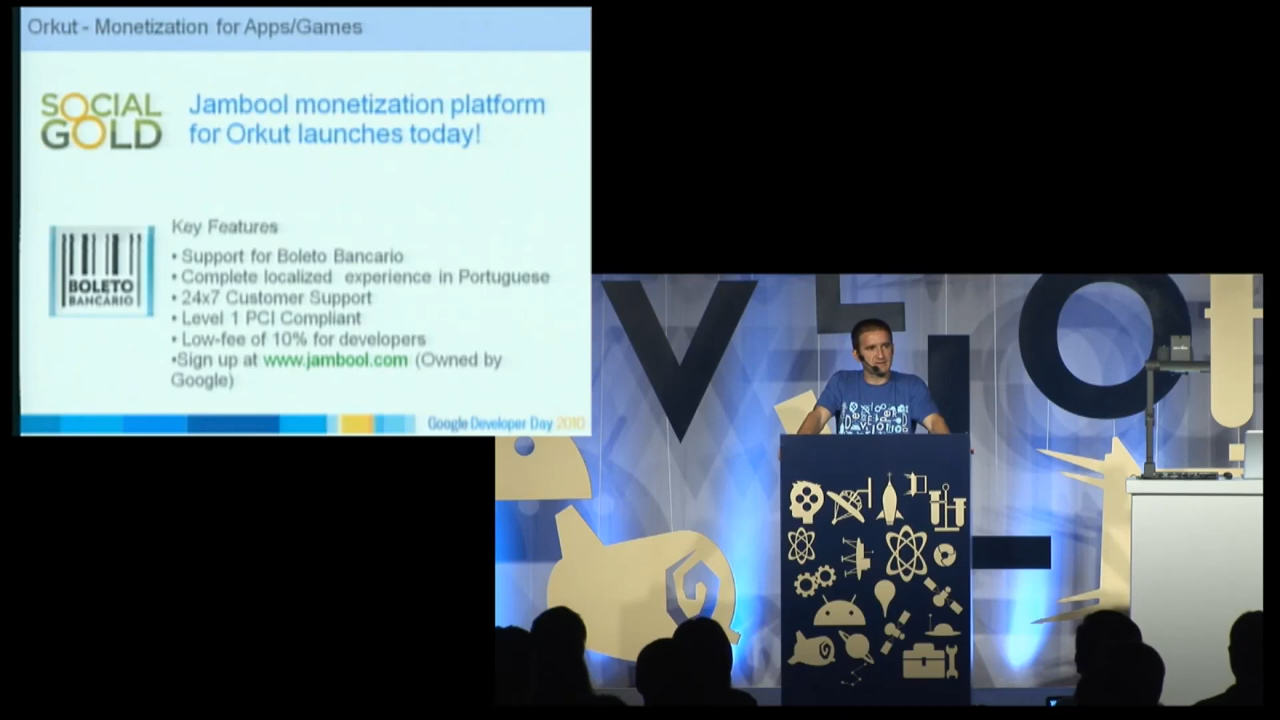 Orkut - Monetization for Apps/Games
SOCIAL
GOLD
Jambool monetization platform
for Orkut launches today!
BOLETO
BANCÁRIO
Key Features
• Support for Boleto Bancario
• Complete localized experience in Portuguese
• 24x7 Customer Support
• Level 1 PCI Compliant
• Low-fee of 10% for developers
•Sign up at www.jambool.com (Owned by
Google)
Google Developer Day 2010